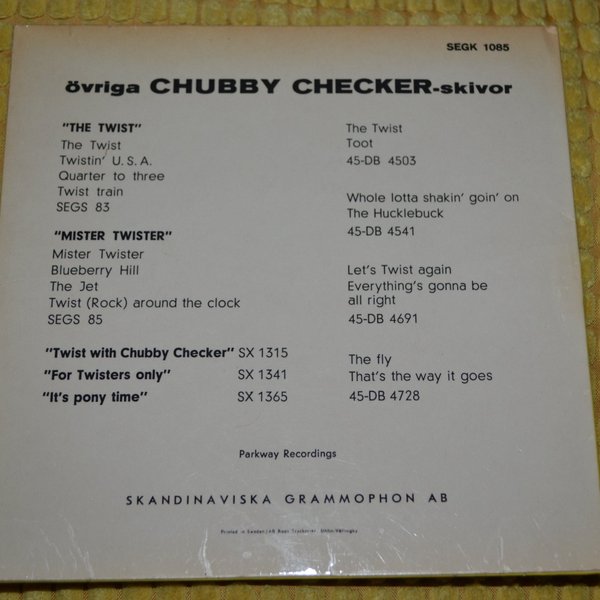 SEGK 1085
övriga CHUBBY CHECKER-skivor
"THE TWIST"
The Twist
Twistin' U. S. A.
Quarter to three
Twist train
SEGS 83
"MISTER TWISTER"
Mister Twister
Blueberry Hill
The Jet
Twist (Rock) around the clock
SEGS 85
"Twist with Chubby Checker" SX 1315
"For Twisters only" SX 1341
"It's pony time" SX 1365
The Twist
Toot
45-DB 4503
Whole lotta shakin' goin' on
The Hucklebuck
45-DB 4541
Let's Twist again
Everything's gonna be
all right
45-DB 4691
The fly
That's the way it goes
45-DB 4728
Parkway Recordings
SKANDINAVISKA GRAMMOPHON AB
Printed in Sweden / AB